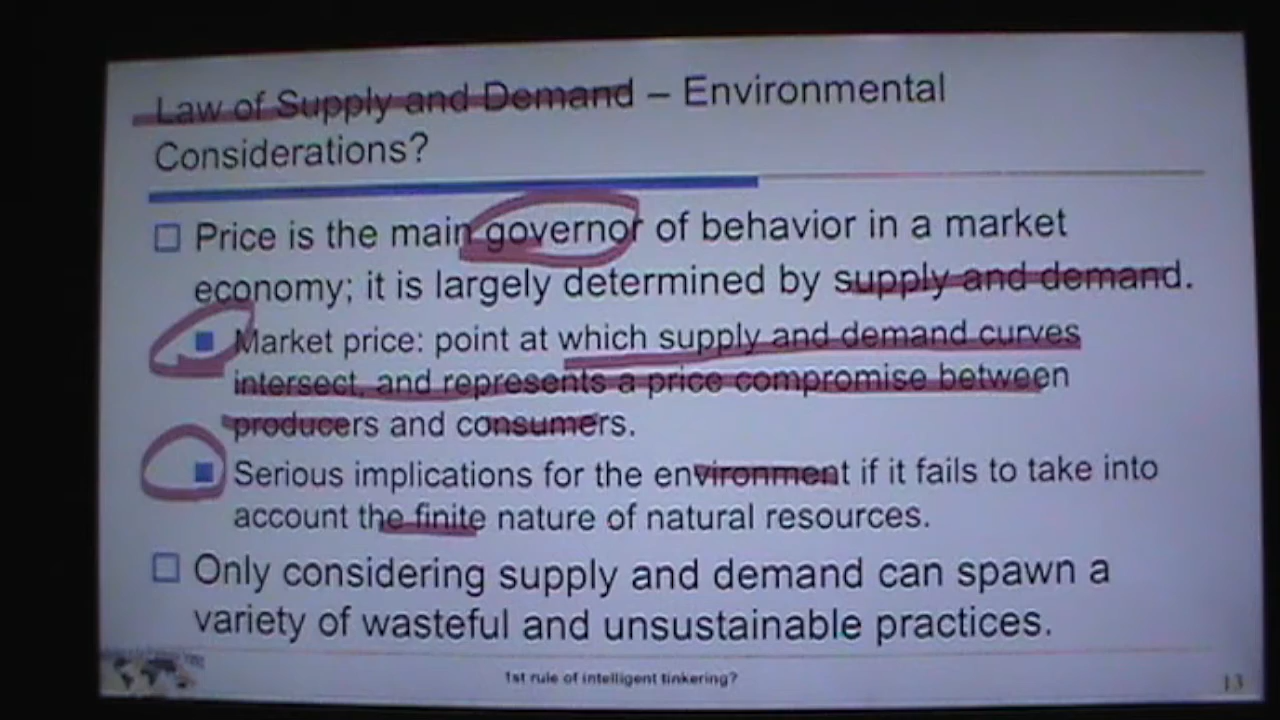 Law of Supply and Demand – Environmental
Considerations?
Price is the main governor of behavior in a market
economy; it is largely determined by supply and demand.
Market price: point at which supply and demand curves
intersect, and represents a price compromise between
producers and consumers.
Serious implications for the environment if it fails to take into
account the finite nature of natural resources.
Only considering supply and demand can spawn a
variety of wasteful and unsustainable practices.
1st rule of intelligent tinkering?
13